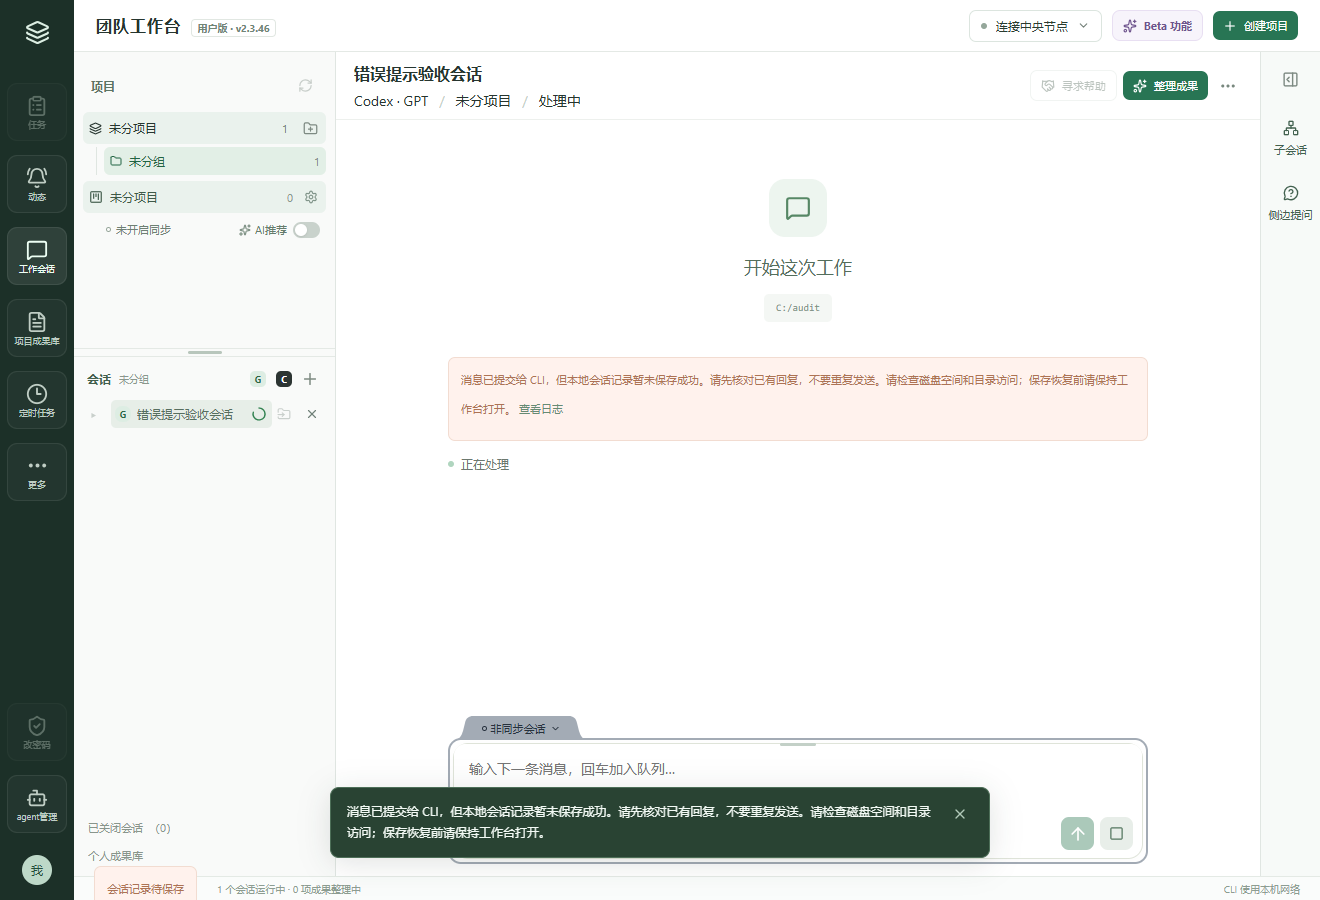 团队工作台
用户版 · v2.3.46
连接中央节点
Beta 功能
创建项目
任务
动态
工作会话
项目成果库
定时任务
更多
改密码
agent管理
我
项目
未分项目
1
未分组
1
未分项目
0
未开启同步
AI推荐
会话
未分组
G
C
G
错误提示验收会话
已关闭会话 (0)
个人成果库
会话记录待保存
错误提示验收会话
Codex · GPT / 未分项目 / 处理中
寻求帮助
整理成果
开始这次工作
C:/audit
消息已提交给 CLI，但本地会话记录暂未保存成功。请先核对已有回复，不要重复发送。请检查磁盘空间和目录访问；保存恢复前请保持工
作台打开。 查看日志
正在处理
非同步会话
输入下一条消息，回车加入队列...
消息已提交给 CLI，但本地会话记录暂未保存成功。请先核对已有回复，不要重复发送。请检查磁盘空间和目录
访问；保存恢复前请保持工作台打开。
子会话
侧边提问
1 个会话运行中 · 0 项成果整理中
CLI 使用本机网络